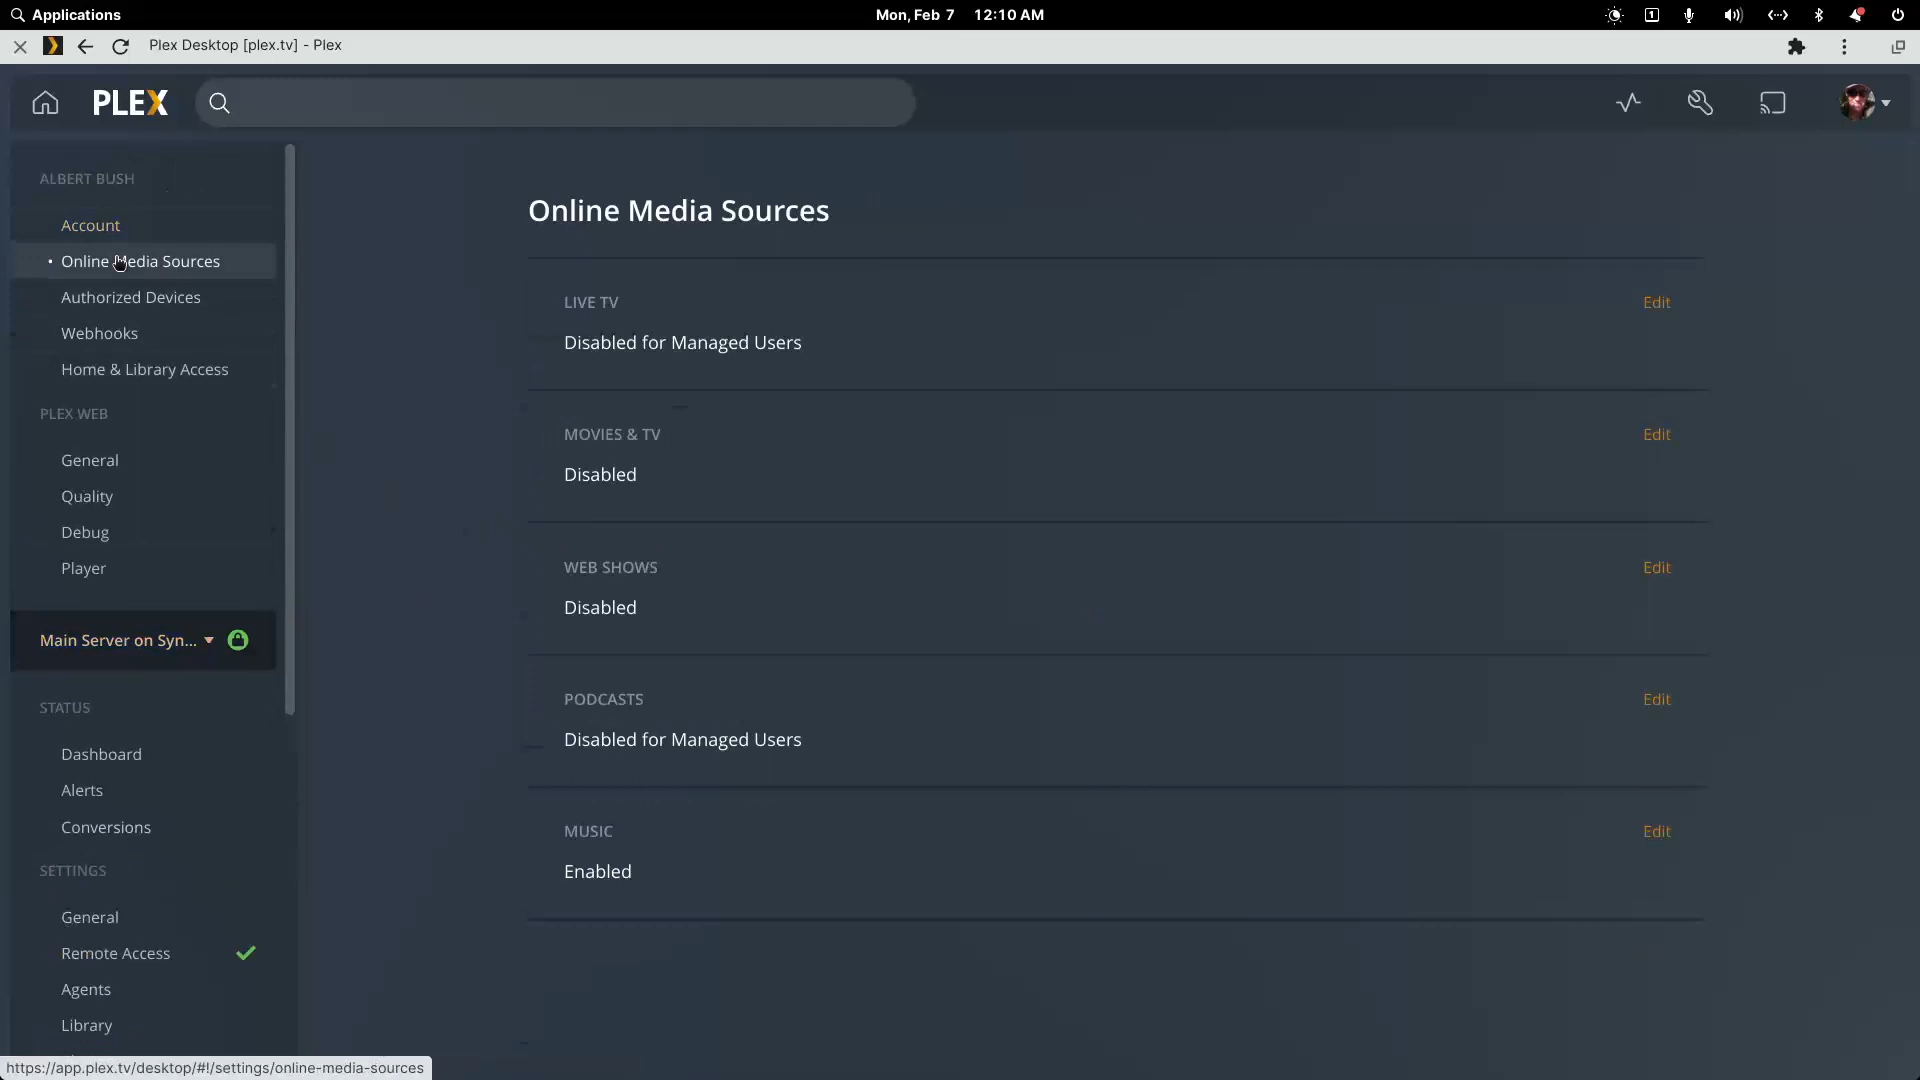 Applications
Mon, Feb 7 12:10 AM
1
Plex Desktop [plex.tv] - Plex
PLEX
ALBERT BUSH
Account
• Online Media Sources
Authorized Devices
Webhooks
Home & Library Access
PLEX WEB
General
Quality
Debug
Player
Main Server on Syn...
STATUS
Dashboard
Alerts
Conversions
SETTINGS
General
Remote Access
Agents
Library
Online Media Sources
LIVE TV Edit
Disabled for Managed Users
MOVIES & TV Edit
Disabled
WEB SHOWS Edit
Disabled
PODCASTS Edit
Disabled for Managed Users
MUSIC Edit
Enabled
https://app.plex.tv/desktop/#!/settings/online-media-sources